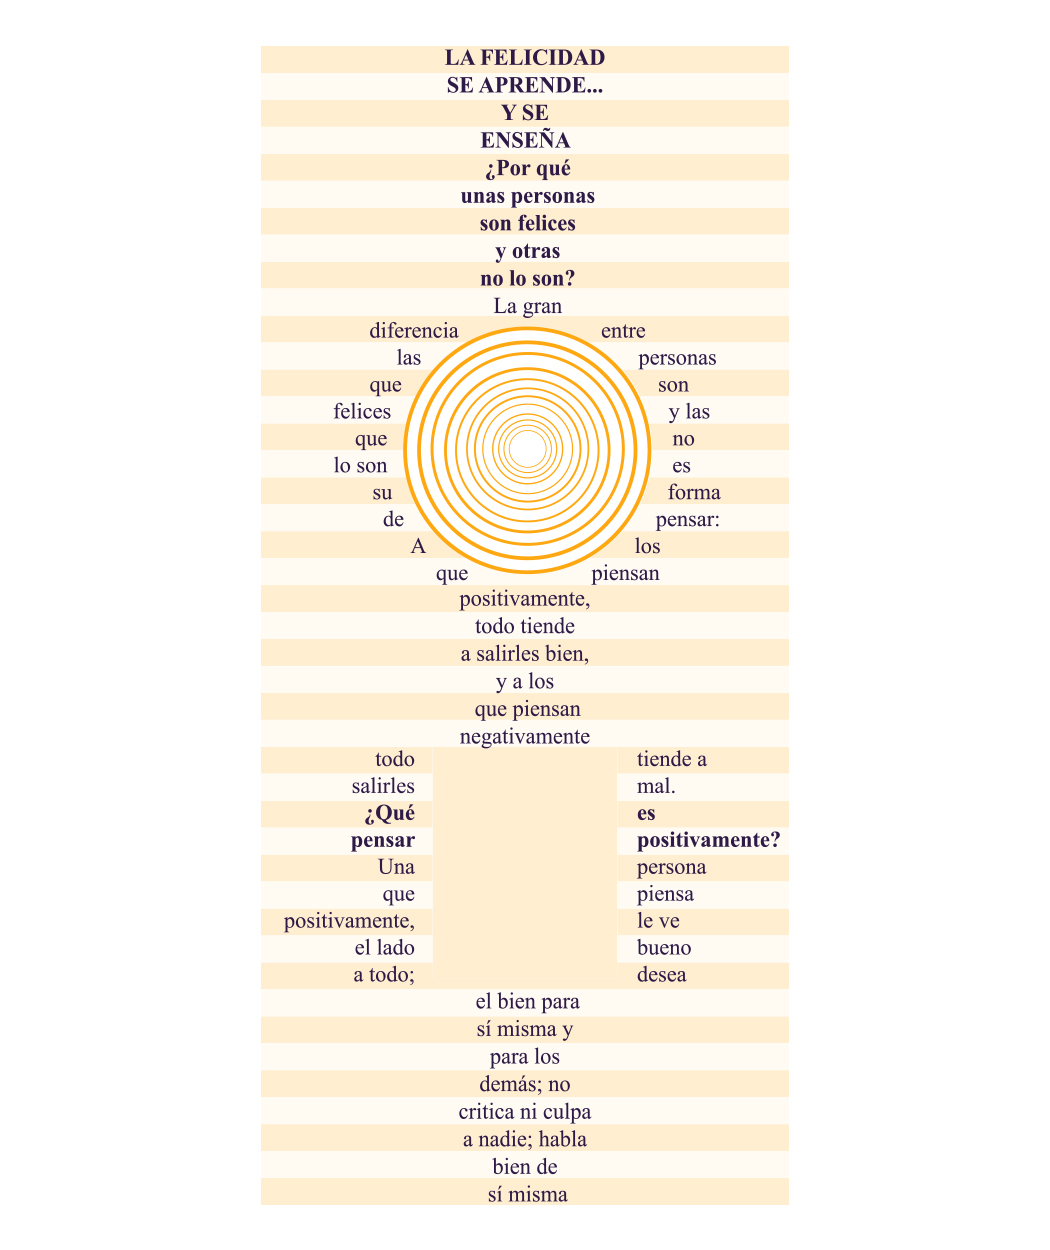 LA FELICIDAD
SE APRENDE...
Y SE
ENSEÑA
¿Por qué
unas personas
son felices
y otras
no lo son?
La gran
diferencia entre
las personas
que son
felices y las
que no
lo son es
su forma
de pensar:
A los
que piensan
positivamente,
todo tiende
a salirles bien,
y a los
que piensan
negativamente
todo tiende a
salirles mal.
¿Qué es
pensar positivamente?
Una persona
que piensa
positivamente, le ve
el lado bueno
a todo; desea
el bien para
sí misma y
para los
demás; no
critica ni culpa
a nadie; habla
bien de
sí misma